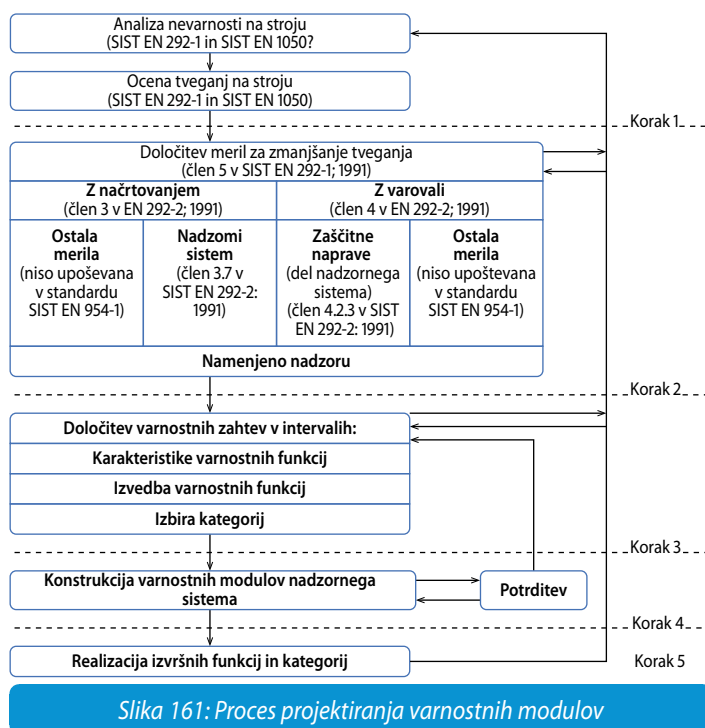 Analiza nevarnosti na stroju
(SIST EN 292-1 in SIST EN 1050?
Ocena tveganj na stroju
(SIST EN 292-1 in SIST EN 1050)
Korak 1
Določitev meril za zmanjšanje tveganja
(člen 5 v SIST EN 292-1; 1991)
Z načrtovanjem
(člen 3 v EN 292-2; 1991)
Z varovali
(člen 4 v EN 292-2; 1991)
Ostala
merila
(niso upoševana
v standardu
SIST EN 954-1)
Nadzomi
sistem
(člen 3.7 v
SIST EN 292-2:
1991)
Zaščitne
naprave
(del nadzornega
sistema)
(člen 4.2.3 v SIST
EN 292-2: 1991)
Ostala
merila
(niso upoštevana
v standardu
SIST EN 954-1)
Namenjeno nadzoru
Korak 2
Določitev varnostnih zahtev v intervalih:
Karakteristike varnostnih funkcij
Izvedba varnostnih funkcij
Izbira kategorij
Korak 3
Konstrukcija varnostnih modulov nadzornega
sistema
Potrditev
Korak 4
Realizacija izvršnih funkcij in kategorij
Korak 5
Slika 161: Proces projektiranja varnostnih modulov